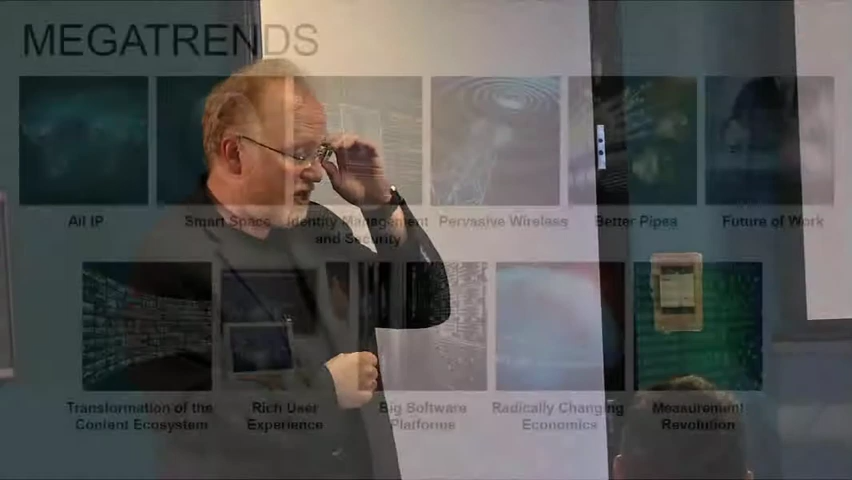 MEGATRENDS
All IP
Smart Space
Identity Management
and Security
Pervasive Wireless
Better Pipes
Future of Work
Transformation of the
Content Ecosystem
Rich User
Experience
Big Software
Platforms
Radically Changing
Economics
Measurement
Revolution